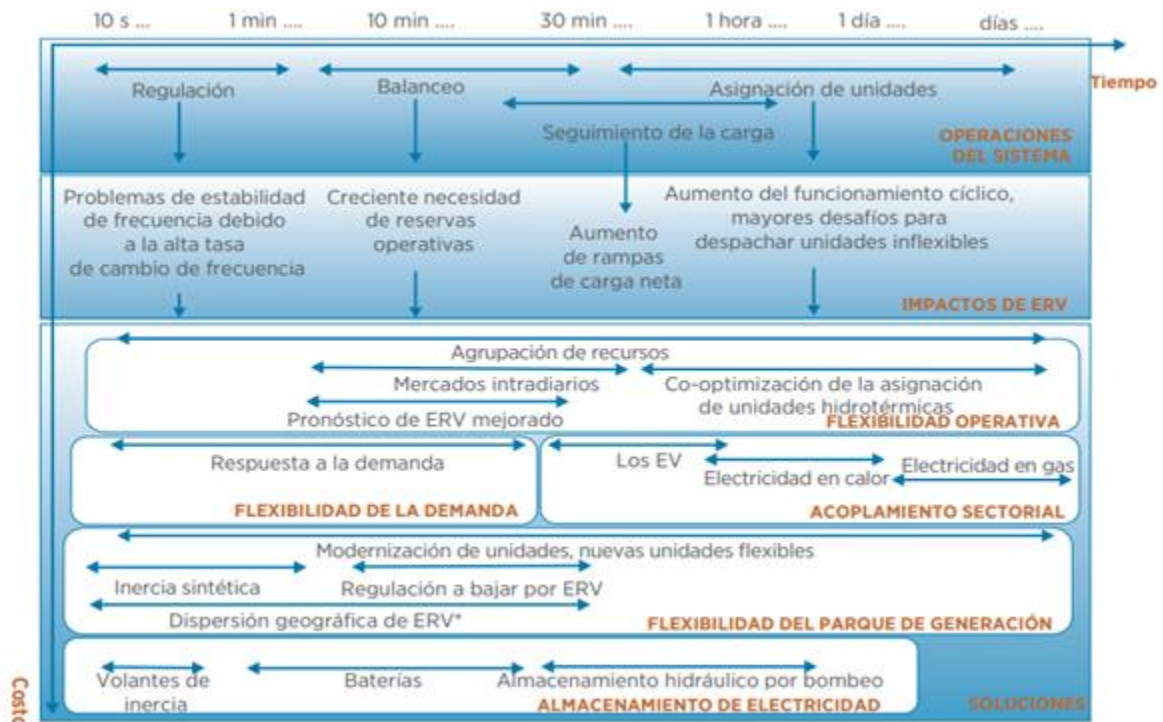 10 s ... 1 min .... 10 min .... 30 min .... 1 hora .... 1 día .... días ....
Tiempo
Regulación
Balanceo
Asignación de unidades
Seguimiento de la carga
OPERACIONES
DEL SISTEMA
Problemas de estabilidad
de frecuencia debido
a la alta tasa
de cambio de frecuencia
Creciente necesidad
de reservas
operativas
Aumento
de rampas
de carga neta
Aumento del funcionamiento cíclico,
mayores desafíos para
despachar unidades inflexibles
IMPACTOS DE ERV
Agrupación de recursos
Mercados intradiarios
Co-optimización de la asignación
de unidades hidrotérmicas
Pronóstico de ERV mejorado
FLEXIBILIDAD OPERATIVA
Respuesta a la demanda
FLEXIBILIDAD DE LA DEMANDA
Los EV
Electricidad en calor
Electricidad en gas
ACOPLAMIENTO SECTORIAL
Modernización de unidades, nuevas unidades flexibles
Inercia sintética
Regulación a bajar por ERV
Dispersión geográfica de ERV*
FLEXIBILIDAD DEL PARQUE DE GENERACIÓN
Volantes de
inercia
Baterías
Almacenamiento hidráulico por bombeo
ALMACENAMIENTO DE ELECTRICIDAD
SOLUCIONES
Costo